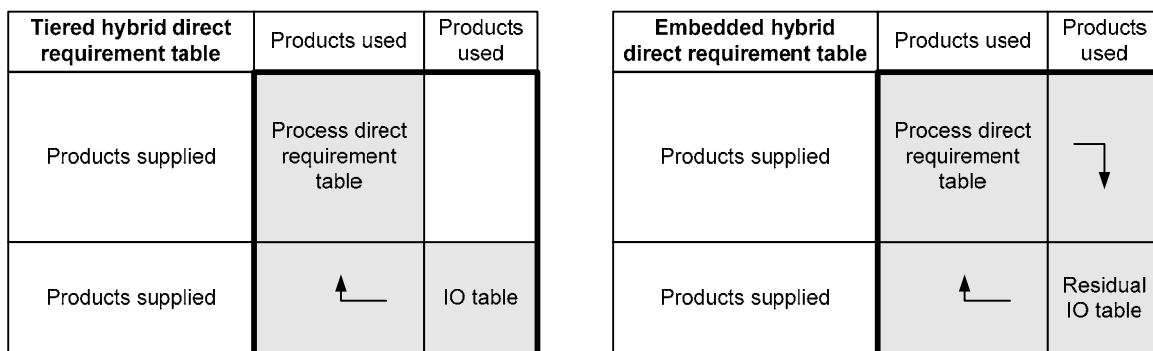 Tiered hybrid direct
requirement table
Products used
Products
used
Products supplied
Process direct
requirement
table
Products supplied
IO table
Embedded hybrid
direct requirement table
Products used
Products
used
Products supplied
Process direct
requirement
table
Products supplied
Residual
IO table